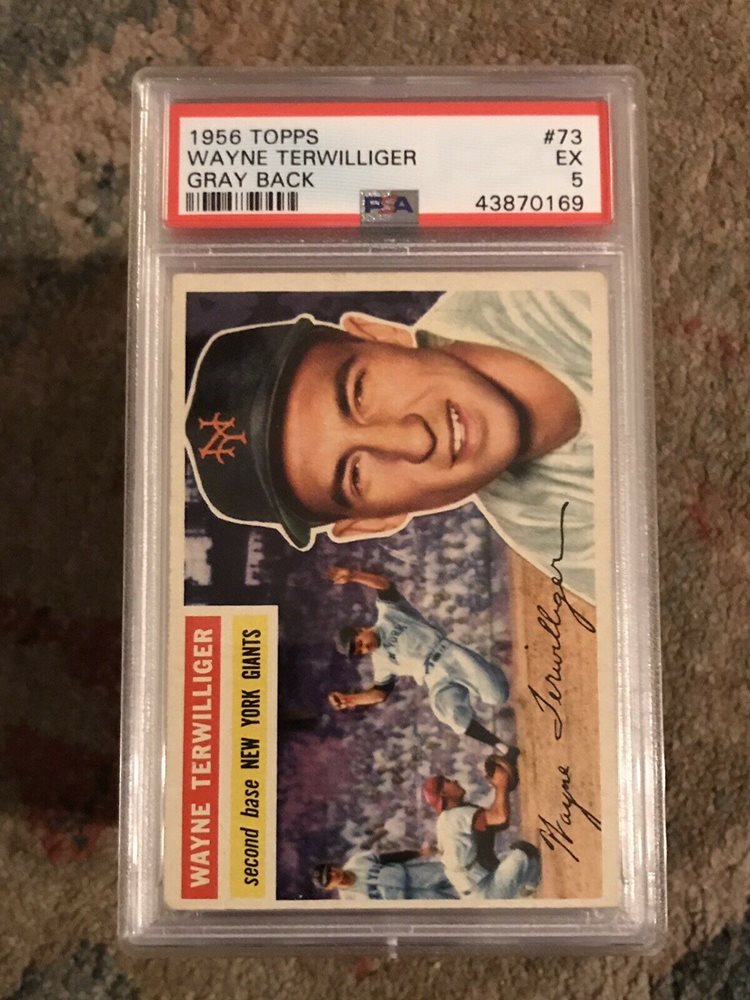 1956 TOPPS #73
WAYNE TERWILLIGER EX
GRAY BACK 5
PSA 43870169
NY
WAYNE TERWILLIGER
second base NEW YORK GIANTS
Wayne Terwilliger